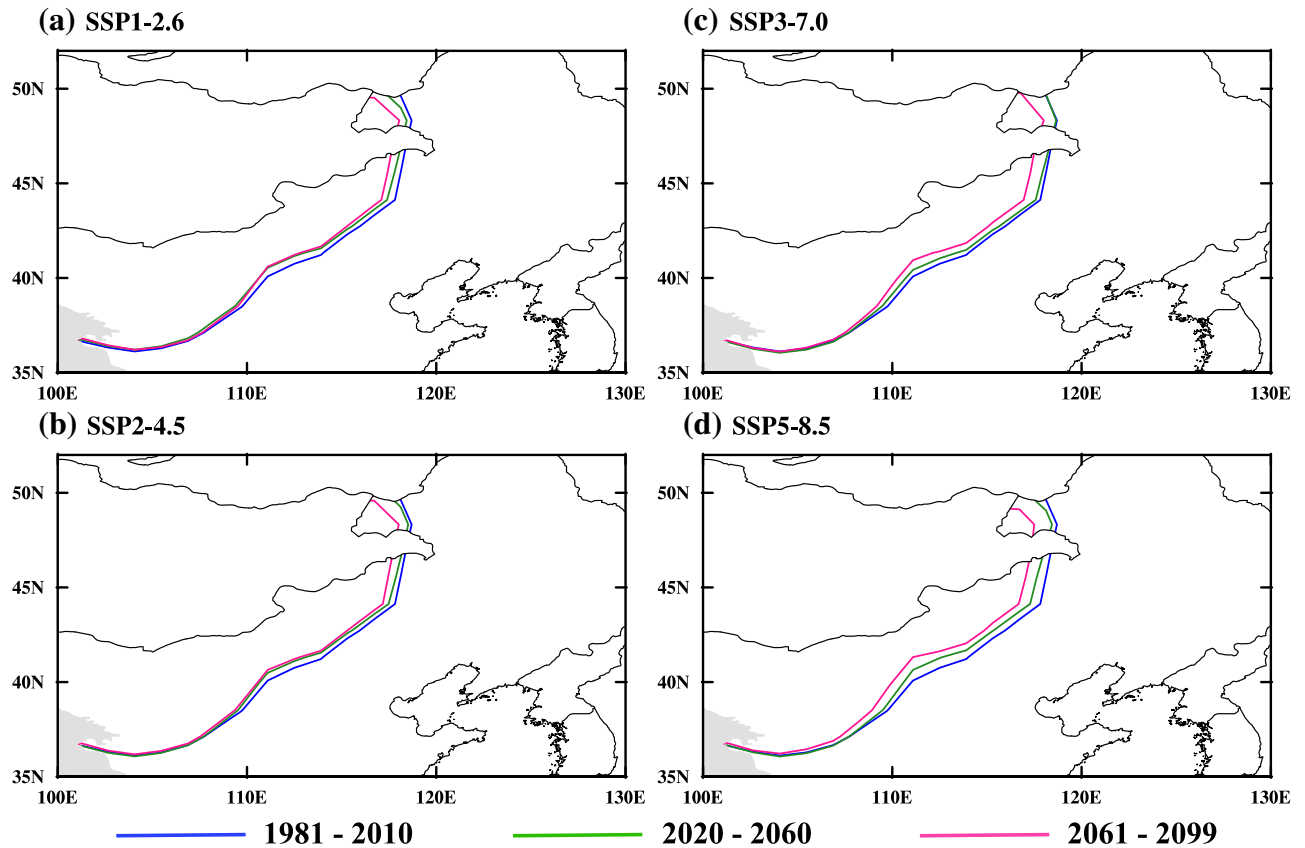 (a) SSP1-2.6
50N
45N
40N
35N
100E 110E 120E 130E
(c) SSP3-7.0
50N
45N
40N
35N
100E 110E 120E 130E
(b) SSP2-4.5
50N
45N
40N
35N
100E 110E 120E 130E
(d) SSP5-8.5
50N
45N
40N
35N
100E 110E 120E 130E
1981 - 2010 2020 - 2060 2061 - 2099